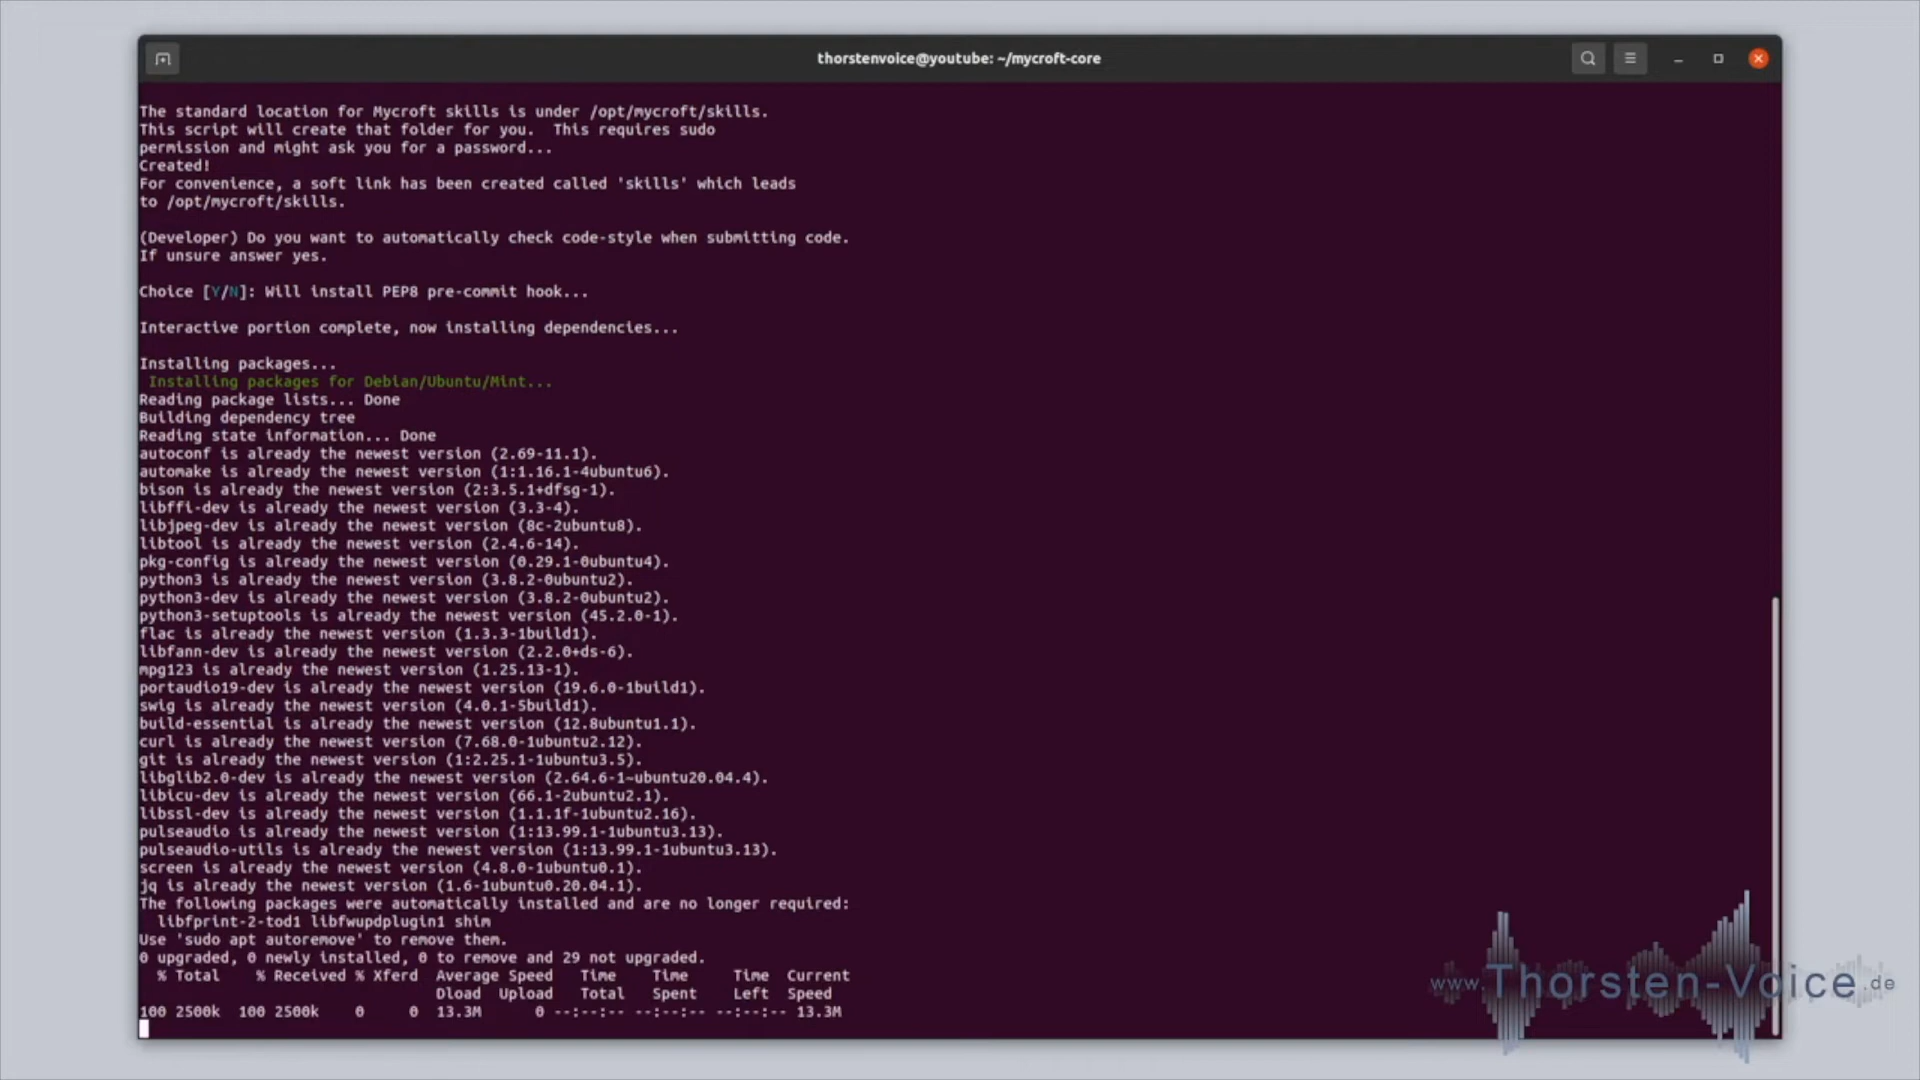 thorstenvoice@youtube: ~/mycroft-core
The standard location for Mycroft skills is under /opt/mycroft/skills.
This script will create that folder for you.  This requires sudo
permission and might ask you for a password...
Created!
For convenience, a soft link has been created called 'skills' which leads
to /opt/mycroft/skills.
(Developer) Do you want to automatically check code-style when submitting code.
If unsure answer yes.
Choice [Y/N]: Will install PEP8 pre-commit hook...
Interactive portion complete, now installing dependencies...
Installing packages...
Installing packages for Debian/Ubuntu/Mint...
Reading package lists... Done
Building dependency tree
Reading state information... Done
autoconf is already the newest version (2.69-11.1).
automake is already the newest version (1:1.16.1-4ubuntu6).
bison is already the newest version (2:3.5.1+dfsg-1).
libffi-dev is already the newest version (3.3-4).
libjpeg-dev is already the newest version (8c-2ubuntu8).
libtool is already the newest version (2.4.6-14).
pkg-config is already the newest version (0.29.1-0ubuntu4).
python3 is already the newest version (3.8.2-0ubuntu2).
python3-dev is already the newest version (3.8.2-0ubuntu2).
python3-setuptools is already the newest version (45.2.0-1).
flac is already the newest version (1.3.3-1build1).
libfann-dev is already the newest version (2.2.0+ds-6).
mpg123 is already the newest version (1.25.13-1).
portaudio19-dev is already the newest version (19.6.0-1build1).
swig is already the newest version (4.0.1-5build1).
build-essential is already the newest version (12.8ubuntu1.1).
curl is already the newest version (7.68.0-1ubuntu2.12).
git is already the newest version (1:2.25.1-1ubuntu3.5).
libglib2.0-dev is already the newest version (2.64.6-1~ubuntu20.04.4).
libicu-dev is already the newest version (66.1-2ubuntu2.1).
libssl-dev is already the newest version (1.1.1f-1ubuntu2.16).
pulseaudio is already the newest version (1:13.99.1-1ubuntu3.13).
pulseaudio-utils is already the newest version (1:13.99.1-1ubuntu3.13).
screen is already the newest version (4.8.0-1ubuntu0.1).
jq is already the newest version (1.6-1ubuntu0.20.04.1).
The following packages were automatically installed and are no longer required:
libfprint-2-tod1 libfwupdplugin1 shim
Use 'sudo apt autoremove' to remove them.
0 upgraded, 0 newly installed, 0 to remove and 29 not upgraded.
% Total    % Received % Xferd  Average Speed   Time    Time     Time  Current
Dload  Upload   Total   Spent    Left  Speed
100 2500k  100 2500k    0     0  13.3M      0 --:--:-- --:--:-- --:--:-- 13.3M
www.Thorsten-Voice.de